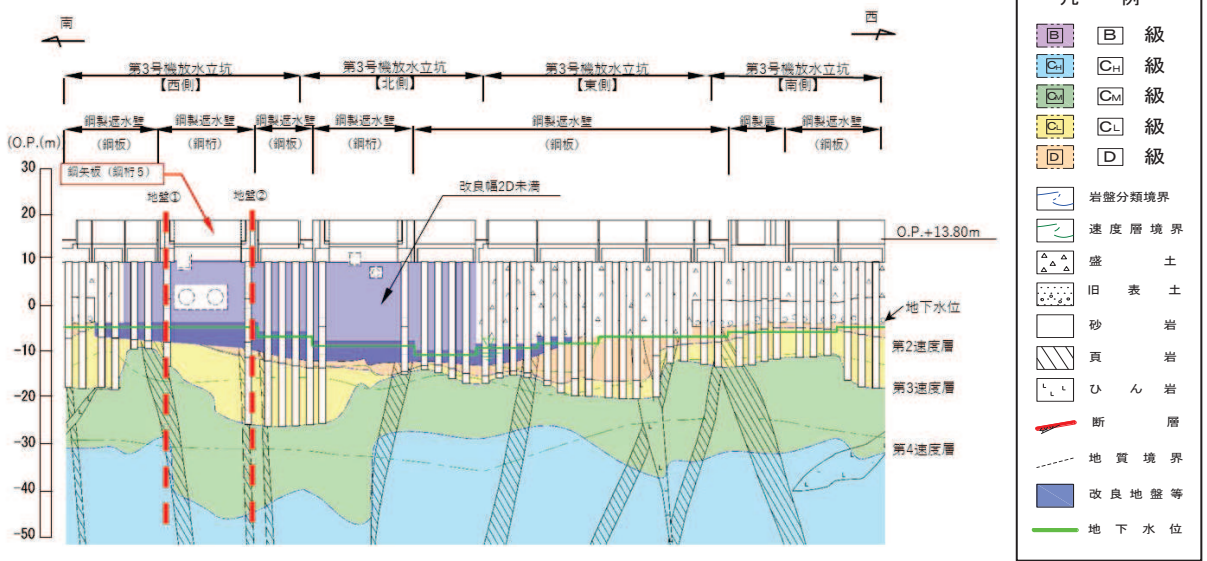 南 西
第3号機放水立坑 第3号機放水立坑 第3号機放水立坑 第3号機放水立坑
【西側】 【北側】 【東側】 【南側】
鋼製遮水壁 鋼製遮水壁 鋼製遮水壁 鋼製遮水壁 鋼製遮水壁 鋼製扉 鋼製遮水壁
(鋼板) (鋼桁) (鋼板) (鋼桁) (鋼板) (鋼板)
(O.P.(m)
30
20
10
0
-10
-20
-30
-40
-50
鋼矢板(鋼桁5)
地盤① 地盤②
改良幅2D未満
O.P.+13.80m
地下水位
第2速度層
第3速度層
第4速度層
凡 例
B B 級
CH CH 級
CM CM 級
CL CL 級
D D 級
岩盤分類境界
速度層境界
盛 土
旧 表 土
砂 岩
頁 岩
ひ ん 岩
断 層
地 質 境 界
改 良 地 盤 等
地 下 水 位